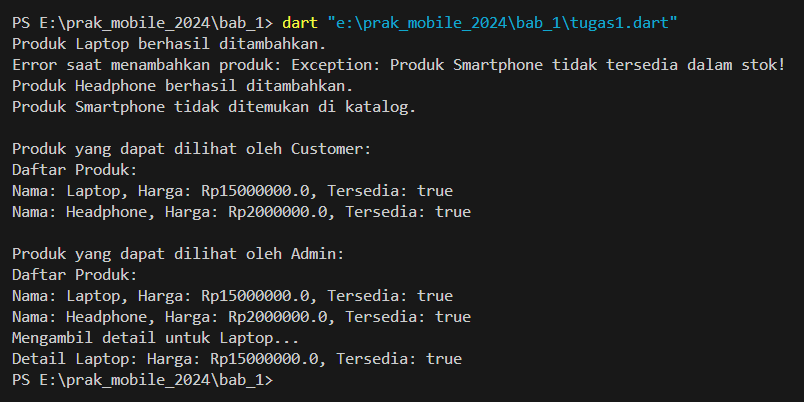 PS E:\prak_mobile_2024\bab_1> dart "e:\prak_mobile_2024\bab_1\tugas1.dart"
Produk Laptop berhasil ditambahkan.
Error saat menambahkan produk: Exception: Produk Smartphone tidak tersedia dalam stok!
Produk Headphone berhasil ditambahkan.
Produk Smartphone tidak ditemukan di katalog.

Produk yang dapat dilihat oleh Customer:
Daftar Produk:
Nama: Laptop, Harga: Rp15000000.0, Tersedia: true
Nama: Headphone, Harga: Rp2000000.0, Tersedia: true

Produk yang dapat dilihat oleh Admin:
Daftar Produk:
Nama: Laptop, Harga: Rp15000000.0, Tersedia: true
Nama: Headphone, Harga: Rp2000000.0, Tersedia: true
Mengambil detail untuk Laptop...
Detail Laptop: Harga: Rp15000000.0, Tersedia: true
PS E:\prak_mobile_2024\bab_1>